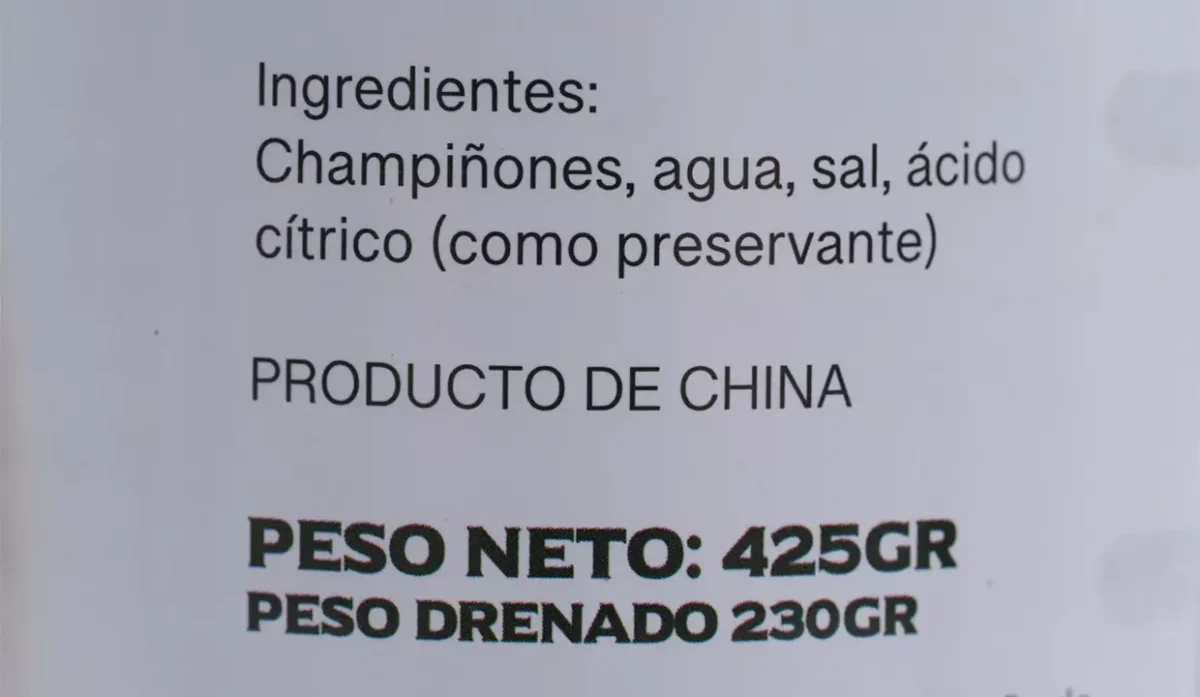 Ingredientes:
Champiñones, agua, sal, ácido
cítrico (como preservante)
PRODUCTO DE CHINA
PESO NETO: 425GR
PESO DRENADO 230GR